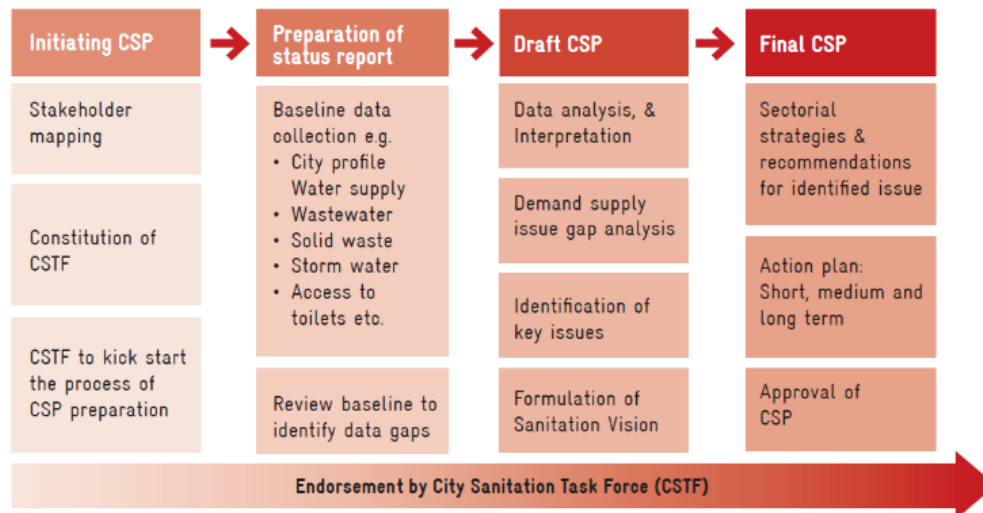 Initiating CSP
Stakeholder
mapping
Constitution of
CSTF
CSTF to kick start
the process of
CSP preparation
Preparation of
status report
Baseline data
collection e.g.
• City profile
Water supply
• Wastewater
• Solid waste
• Storm water
• Access to
toilets etc.
Review baseline to
identify data gaps
Draft CSP
Data analysis, &
Interpretation
Demand supply
issue gap analysis
Identification of
key issues
Formulation of
Sanitation Vision
Final CSP
Sectorial
strategies &
recommendations
for identified issue
Action plan:
Short, medium and
long term
Approval of
CSP
Endorsement by City Sanitation Task Force (CSTF)